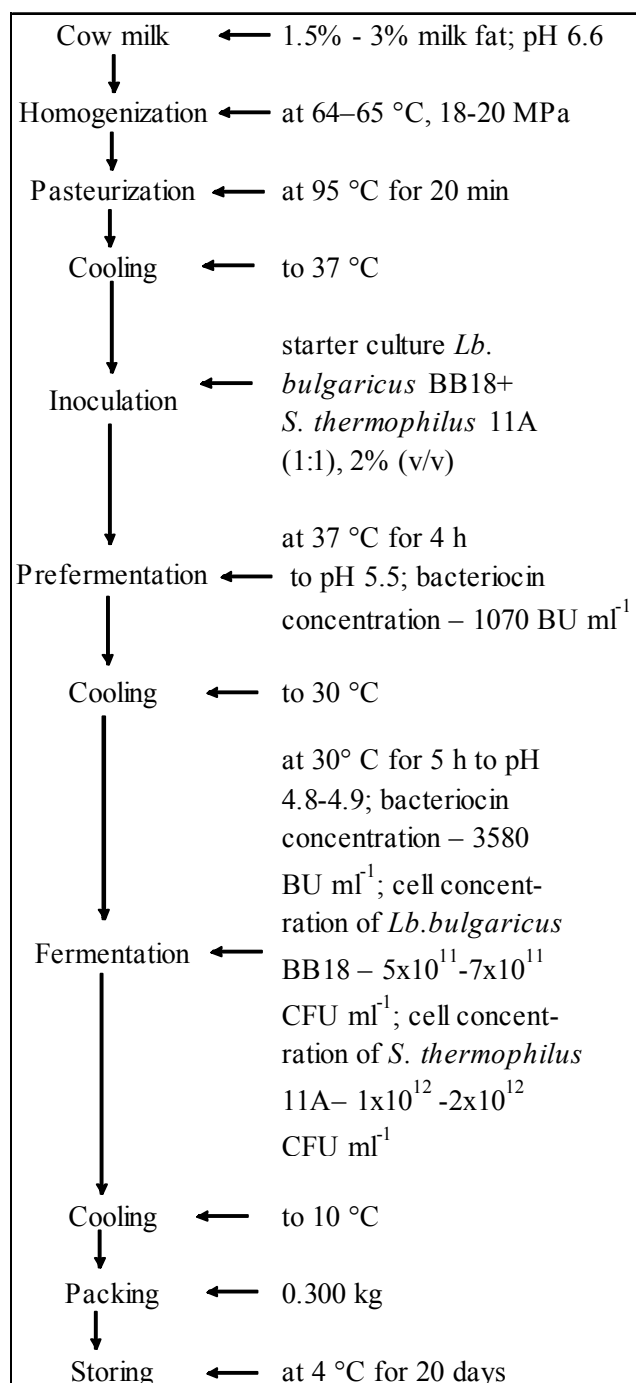 Cow milk 1.5% - 3% milk fat; pH 6.6
Homogenization at 64–65 °C, 18-20 MPa
Pasteurization at 95 °C for 20 min
Cooling to 37 °C
starter culture Lb.
bulgaricus BB18+
Inoculation
S. thermophilus 11A
(1:1), 2% (v/v)
at 37 °C for 4 h
Prefermentation to pH 5.5; bacteriocin
concentration – 1070 BU ml⁻¹
Cooling to 30 °C
at 30° C for 5 h to pH
4.8-4.9; bacteriocin
concentration – 3580
BU ml⁻¹; cell concent-
ration of Lb.bulgaricus
Fermentation
BB18 – 5x10¹¹-7x10¹¹
CFU ml⁻¹; cell concent-
ration of S. thermophilus
11A– 1x10¹² -2x10¹²
CFU ml⁻¹
Cooling to 10 °C
Packing 0.300 kg
Storing at 4 °C for 20 days